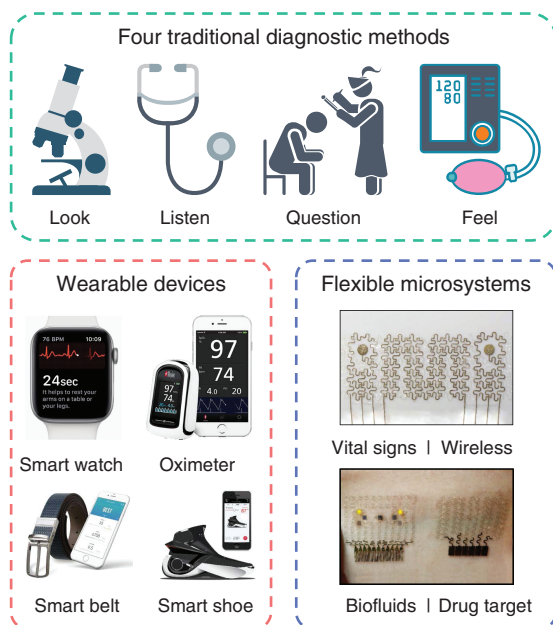 Four traditional diagnostic methods
120
80
Look
Listen
Question
Feel
Wearable devices
Flexible microsystems
76 BPM 10:09
24sec
It helps to rest your
arms on a table or
your legs.
97
74
97
74
4.0 20
Smart watch
Oximeter
Vital signs | Wireless
Smart belt
Smart shoe
Biofluids | Drug target